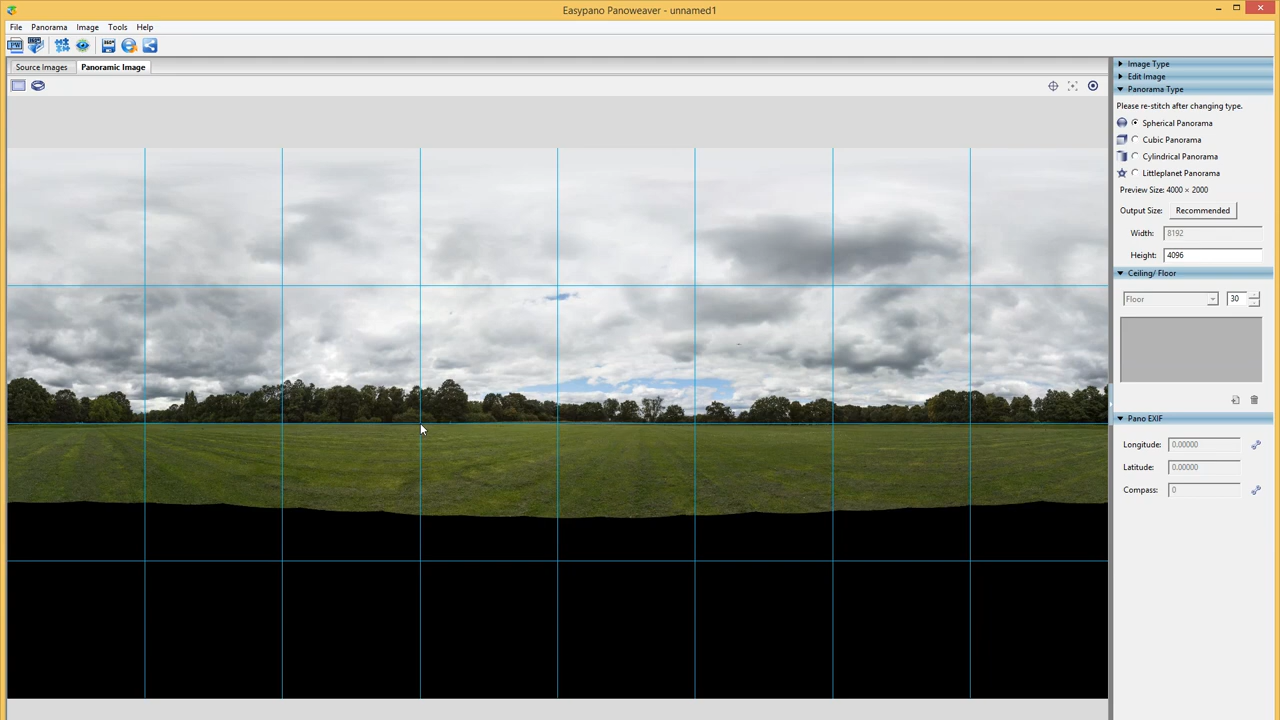 Easypano Panoweaver - unnamed1
File Panorama Image Tools Help
Source Images Panoramic Image
Image Type
Edit Image
Panorama Type
Please re-stitch after changing type.
Spherical Panorama
Cubic Panorama
Cylindrical Panorama
Littleplanet Panorama
Preview Size: 4000 × 2000
Output Size: Recommended
Width: 8192
Height: 4096
Ceiling/ Floor
Floor 30
Pano EXIF
Longitude: 0.00000
Latitude: 0.00000
Compass: 0